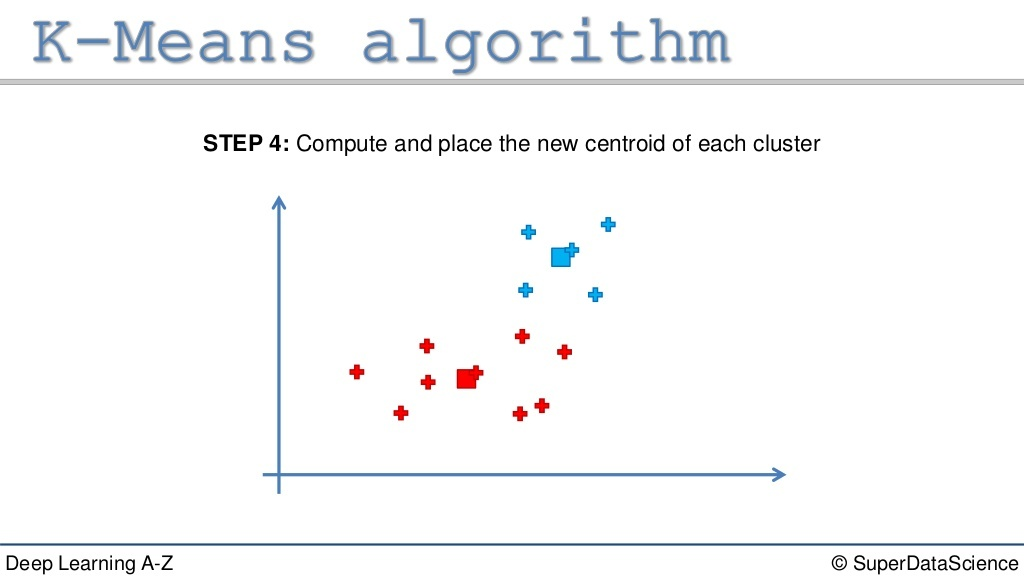 K-Means algorithm
STEP 4: Compute and place the new centroid of each cluster
Deep Learning A-Z
© SuperDataScience